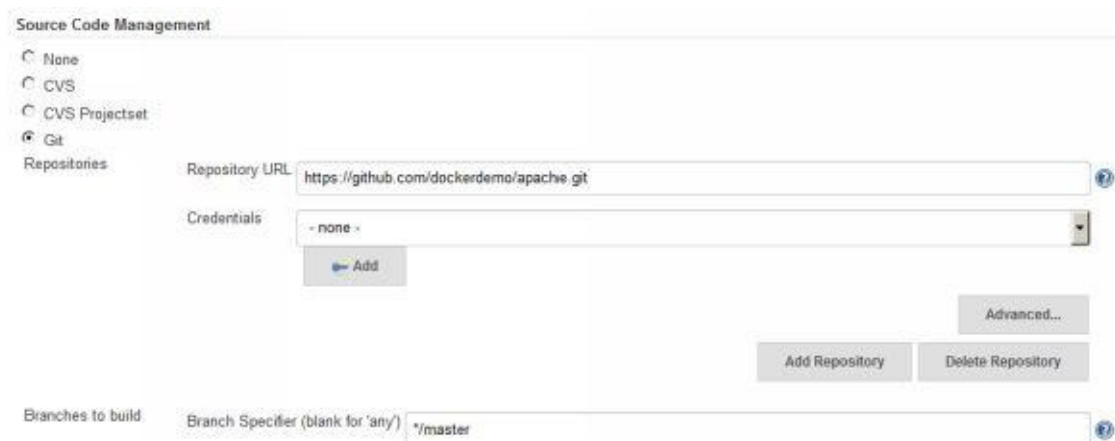 Source Code Management
None
CVS
CVS Projectset
Git
Repositories
Repository URL
https://github.com/dockerdemo/apache.git
Credentials
- none -
Add
Advanced...
Add Repository
Delete Repository
Branches to build
Branch Specifier (blank for 'any')
*/master